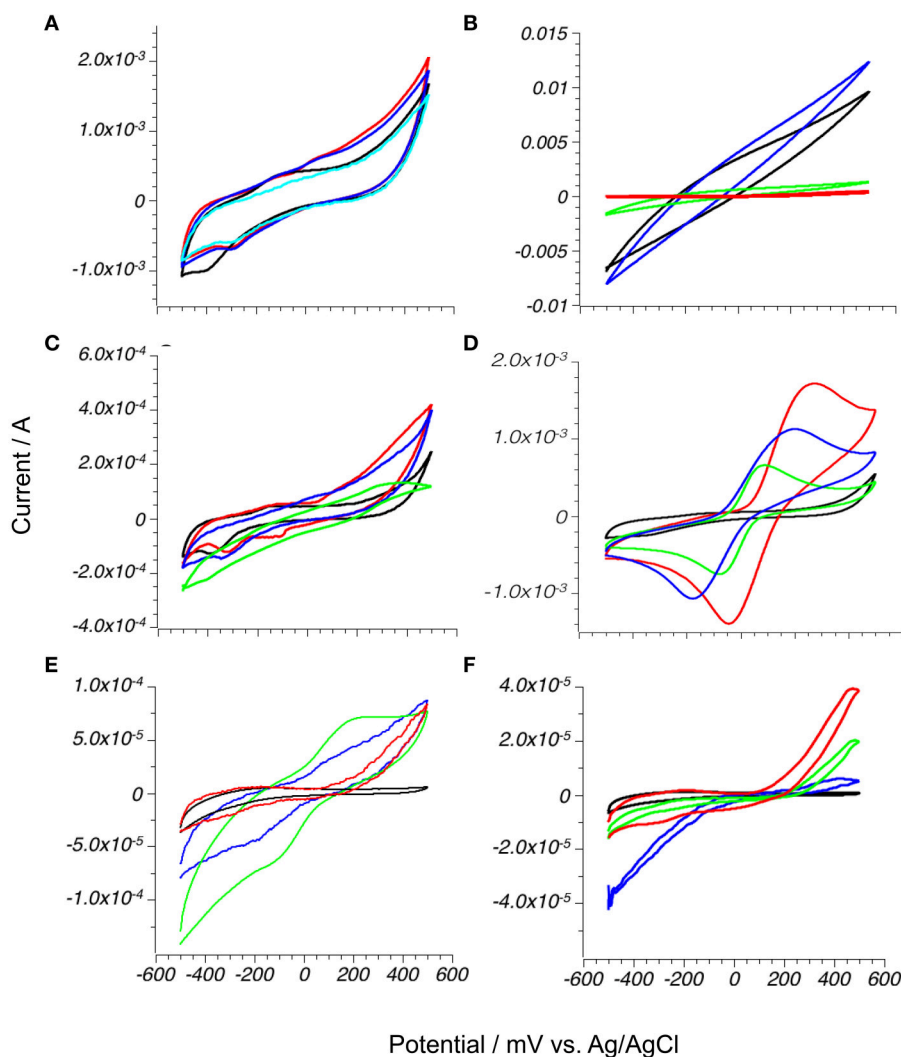 A
2.0x10-3
1.0x10-3
0
-1.0x10-3
B
0.015
0.01
0.005
0
-0.005
-0.01
C
6.0x10-4
4.0x10-4
2.0x10-4
0
-2.0x10-4
-4.0x10-4
D
2.0x10-3
1.0x10-3
0
-1.0x10-3
E
1.0x10-4
5.0x10-5
0
-5.0x10-5
-1.0x10-4
-600 -400 -200 0 200 400 600
F
4.0x10-5
2.0x10-5
0
-2.0x10-5
-4.0x10-5
-600 -400 -200 0 200 400 600
Current / A
Potential / mV vs. Ag/AgCl